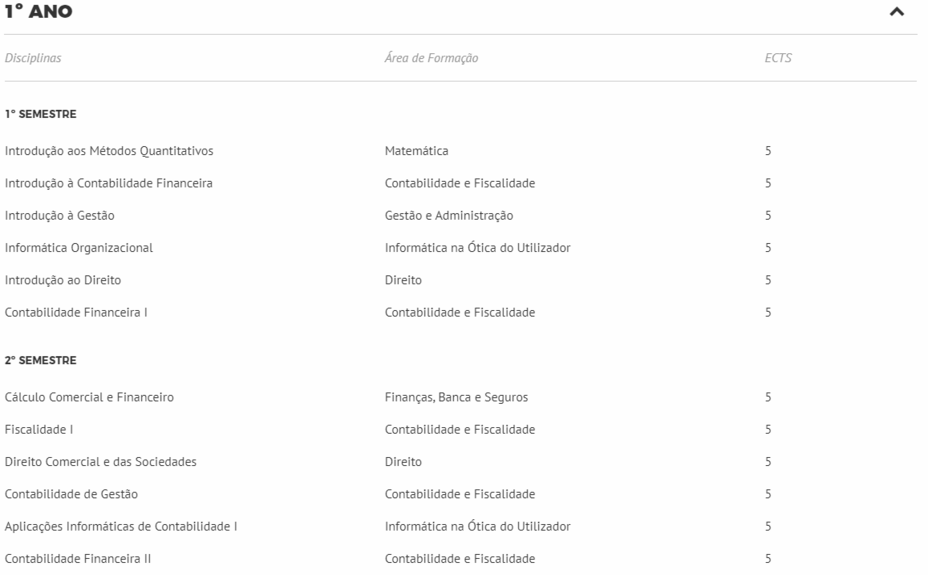 1º ANO
Disciplinas Área de Formação ECTS
1º SEMESTRE
Introdução aos Métodos Quantitativos Matemática 5
Introdução à Contabilidade Financeira Contabilidade e Fiscalidade 5
Introdução à Gestão Gestão e Administração 5
Informática Organizacional Informática na Ótica do Utilizador 5
Introdução ao Direito Direito 5
Contabilidade Financeira I Contabilidade e Fiscalidade 5
2º SEMESTRE
Cálculo Comercial e Financeiro Finanças, Banca e Seguros 5
Fiscalidade I Contabilidade e Fiscalidade 5
Direito Comercial e das Sociedades Direito 5
Contabilidade de Gestão Contabilidade e Fiscalidade 5
Aplicações Informáticas de Contabilidade I Informática na Ótica do Utilizador 5
Contabilidade Financeira II Contabilidade e Fiscalidade 5